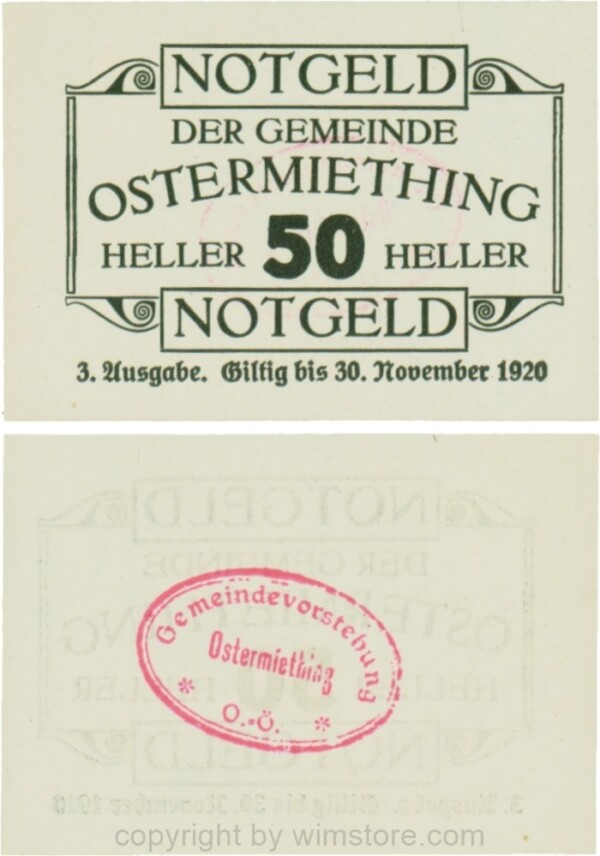 NOTGELD
DER GEMEINDE
OSTERMIETHING
HELLER 50 HELLER
NOTGELD
3. Ausgabe. Giltig bis 30. November 1920
Gemeindevorstehung
Ostermiething
* O.-Ö. *
copyright by wimstore.com